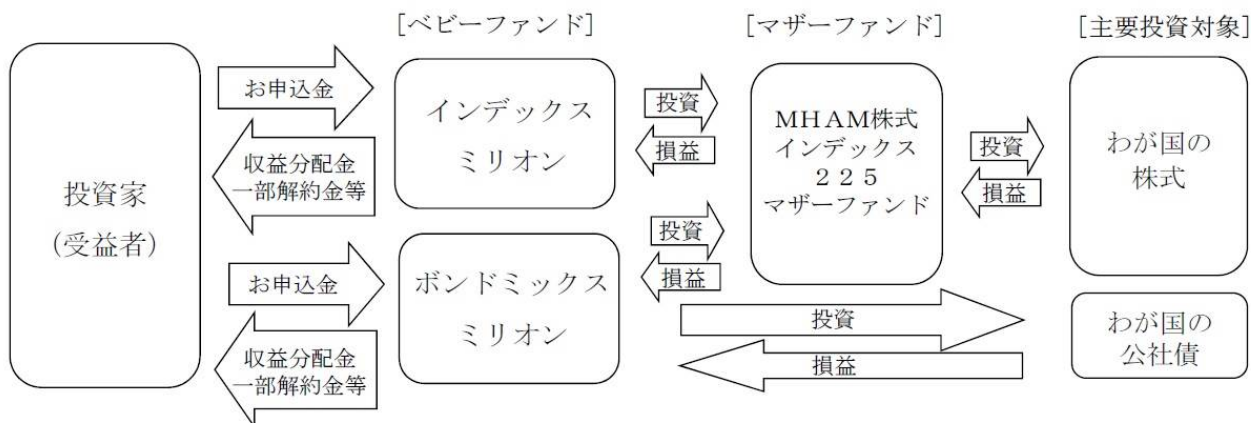 [ベビーファンド]
[マザーファンド]
[主要投資対象]
投資家
(受益者)
お申込金
収益分配金
一部解約金等
インデックス
ミリオン
投資
損益
MHAM株式
インデックス
225
マザーファンド
投資
損益
わが国の
株式
お申込金
収益分配金
一部解約金等
ボンドミックス
ミリオン
投資
損益
投資
損益
わが国の
公社債